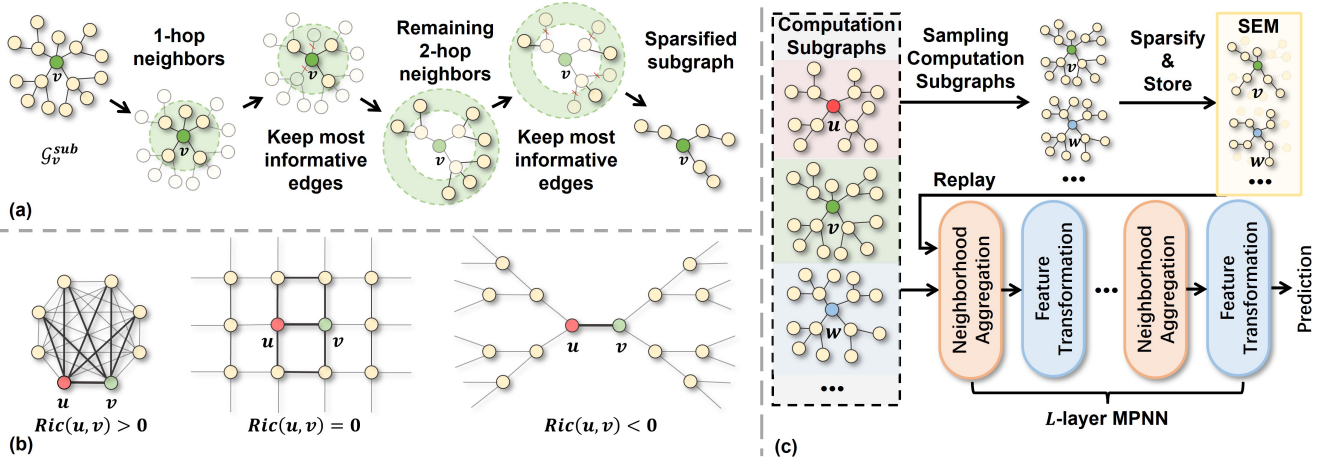 (a)
1-hop
neighbors
Remaining
2-hop
neighbors
Sparsified
subgraph
v
v
v
v
v
v
𝒢ᵥˢᵘᵇ
Keep most
informative
edges
Keep most
informative
edges
(b)
u
v
u
v
u
v
Ric(u, v) > 0
Ric(u, v) = 0
Ric(u, v) < 0
(c)
Computation
Subgraphs
u
v
w
•••
Sampling
Computation
Subgraphs
v
w
•••
Sparsify
&
Store
SEM
v
w
•••
Replay
Neighborhood
Aggregation
Feature
Transformation
•••
Neighborhood
Aggregation
Feature
Transformation
Prediction
L-layer MPNN